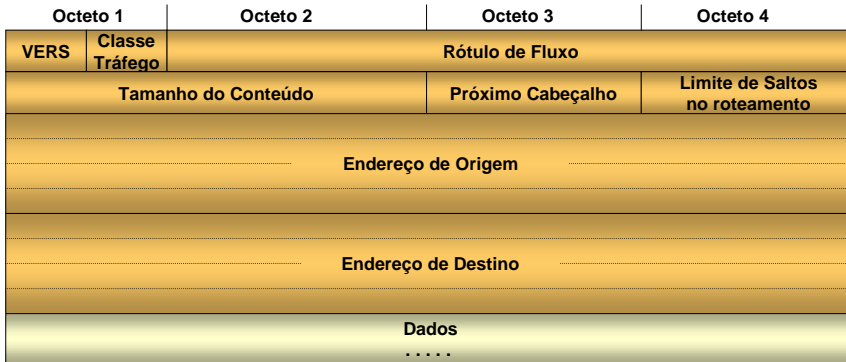 Octeto 1 Octeto 2 Octeto 3 Octeto 4
VERS Classe Tráfego Rótulo de Fluxo
Tamanho do Conteúdo Próximo Cabeçalho Limite de Saltos no roteamento
Endereço de Origem
Endereço de Destino
Dados
. . . . .